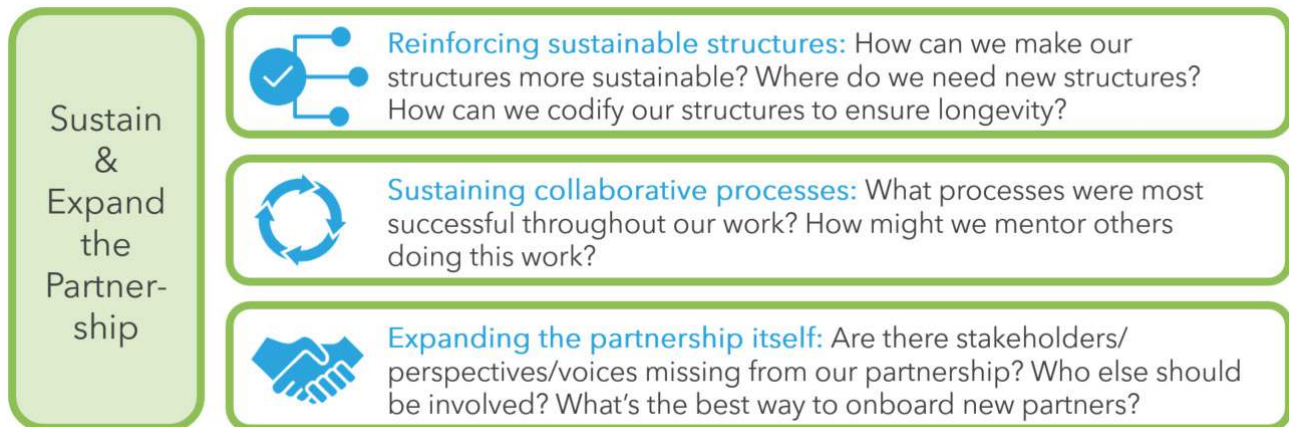 Sustain
&
Expand
the
Partner-
ship
Reinforcing sustainable structures: How can we make our
structures more sustainable? Where do we need new structures?
How can we codify our structures to ensure longevity?
Sustaining collaborative processes: What processes were most
successful throughout our work? How might we mentor others
doing this work?
Expanding the partnership itself: Are there stakeholders/
perspectives/voices missing from our partnership? Who else should
be involved? What's the best way to onboard new partners?